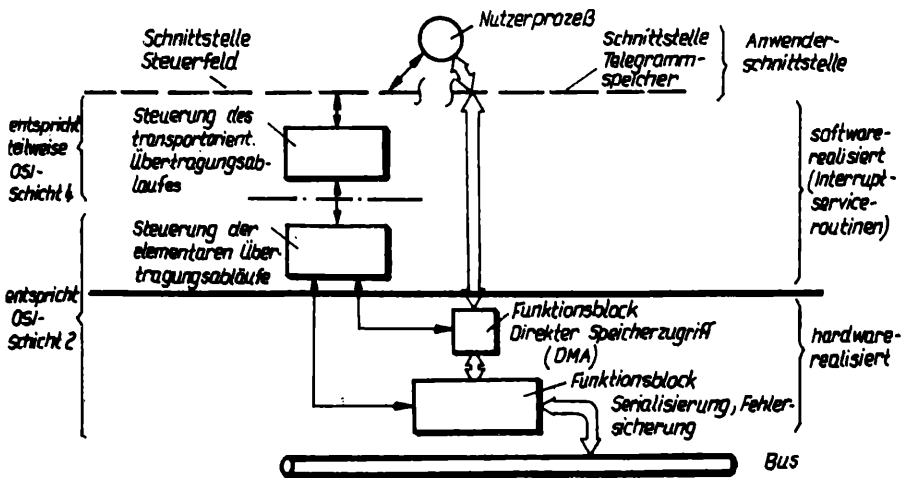 Nutzerprozeß
Schnittstelle
Steuerfeld
Schnittstelle
Telegramm-
speicher
Anwender-
schnittstelle
entspricht
teilweise
OSI-
Schicht 4
Steuerung des
transportorient.
Übertragungsab-
laufes
software-
realisiert
(Interrupt-
service-
routinen)
Steuerung der
elementaren Über-
tragungsabläufe
entspricht
OSI-
Schicht 2
Funktionsblock
Direkter Speicherzugriff
(DMA)
hardware-
realisiert
Funktionsblock
Serialisierung, Fehler-
sicherung
Bus